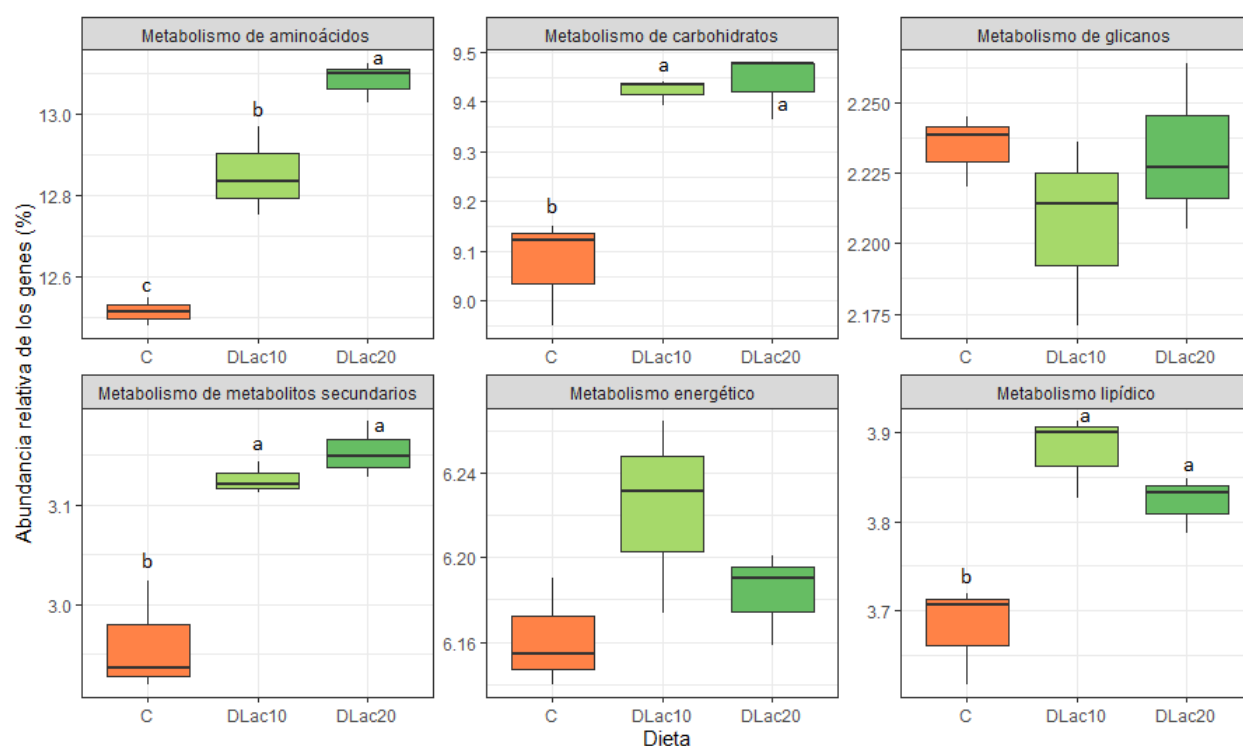 Metabolismo de aminoácidos
Metabolismo de carbohidratos
Metabolismo de glicanos
13.0
12.8
12.6
c
b
a
C
DLac10
DLac20
9.5
9.4
9.3
9.2
9.1
9.0
b
a
a
C
DLac10
DLac20
2.250
2.225
2.200
2.175
C
DLac10
DLac20
Abundancia relativa de los genes (%)
Metabolismo de metabolitos secundarios
Metabolismo energético
Metabolismo lipídico
3.1
3.0
b
a
a
C
DLac10
DLac20
6.24
6.20
6.16
C
DLac10
DLac20
3.9
3.8
3.7
b
a
a
C
DLac10
DLac20
Dieta